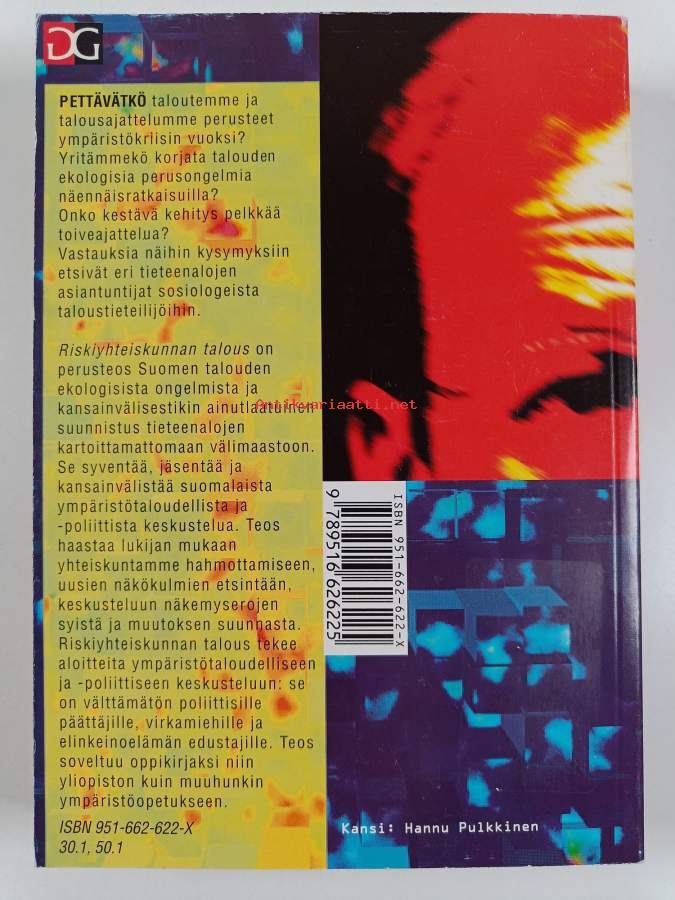 GG
PETTÄVÄTKÖ taloutemme ja
talousajattelumme perusteet
ympäristökriisin vuoksi?
Yritämmekö korjata talouden
ekologisia perusongelmia
näennäisratkaisuilla?
Onko kestävä kehitys pelkkää
toiveajattelua?
Vastauksia näihin kysymyksiin
etsivät eri tieteenalojen
asiantuntijat sosiologeista
taloustieteilijöihin.
Riskiyhteiskunnan talous on
perusteos Suomen talouden
ekologisista ongelmista ja
kansainvälisestikin ainutlaatuinen
suunnistus tieteenalojen
kartoittamattomaan välimaastoon.
Se syventää, jäsentää ja
kansainvälistää suomalaista
ympäristötaloudellista ja
-poliittista keskustelua. Teos
haastaa lukijan mukaan
yhteiskuntamme hahmottamiseen,
uusien näkökulmien etsintään,
keskusteluun näkemyserojen
syistä ja muutoksen suunnasta.
Riskiyhteiskunnan talous tekee
aloitteita ympäristötaloudelliseen
ja -poliittiseen keskusteluun: se
on välttämätön poliittisille
päättäjille, virkamiehille ja
elinkeinoelämän edustajille. Teos
soveltuu oppikirjaksi niin
yliopiston kuin muuhunkin
ympäristöopetukseen.
ISBN 951-662-622-X
30.1, 50.1
Antikvariaatti.net
ISBN 951-662-622-X
9789516626225
Kansi: Hannu Pulkkinen